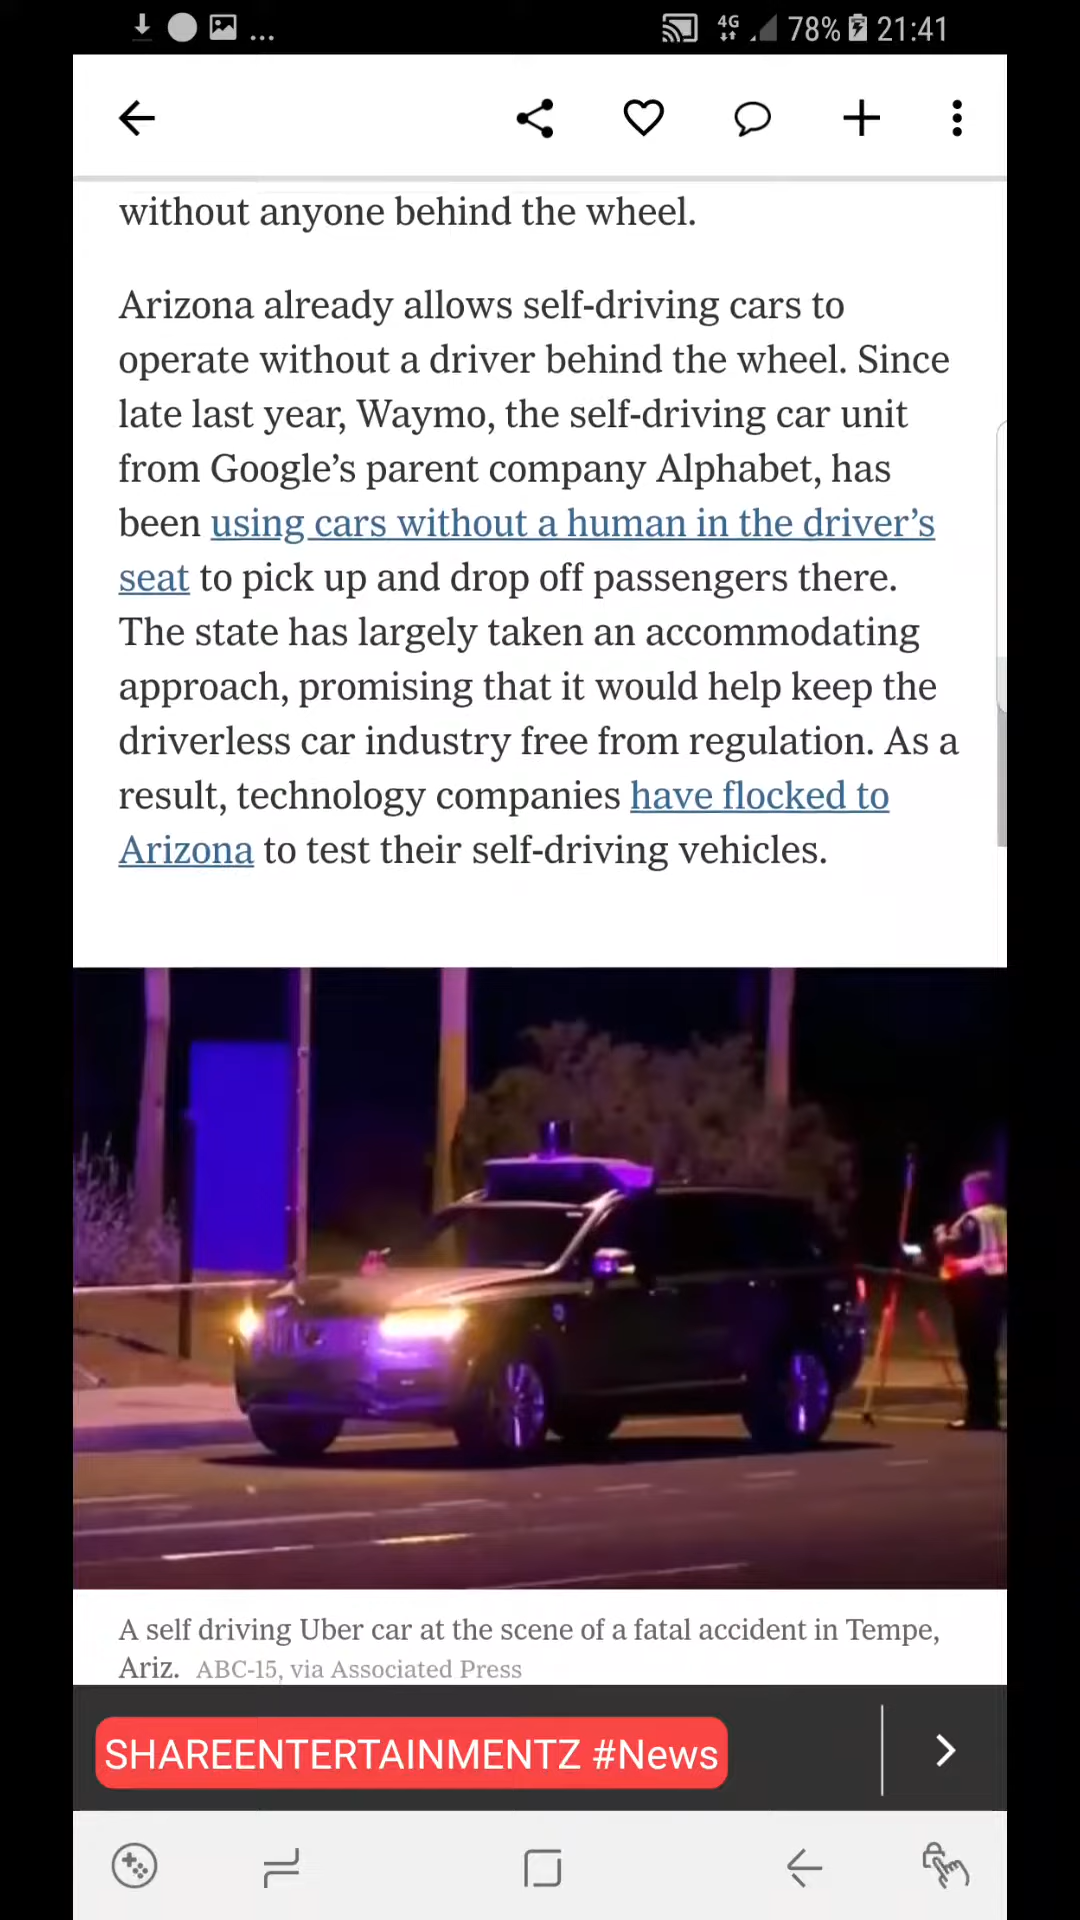 4G 78% 21:41
without anyone behind the wheel.
Arizona already allows self-driving cars to
operate without a driver behind the wheel. Since
late last year, Waymo, the self-driving car unit
from Google’s parent company Alphabet, has
been using cars without a human in the driver’s
seat to pick up and drop off passengers there.
The state has largely taken an accommodating
approach, promising that it would help keep the
driverless car industry free from regulation. As a
result, technology companies have flocked to
Arizona to test their self-driving vehicles.
A self driving Uber car at the scene of a fatal accident in Tempe,
Ariz. ABC-15, via Associated Press
SHAREENTERTAINMENTZ #News